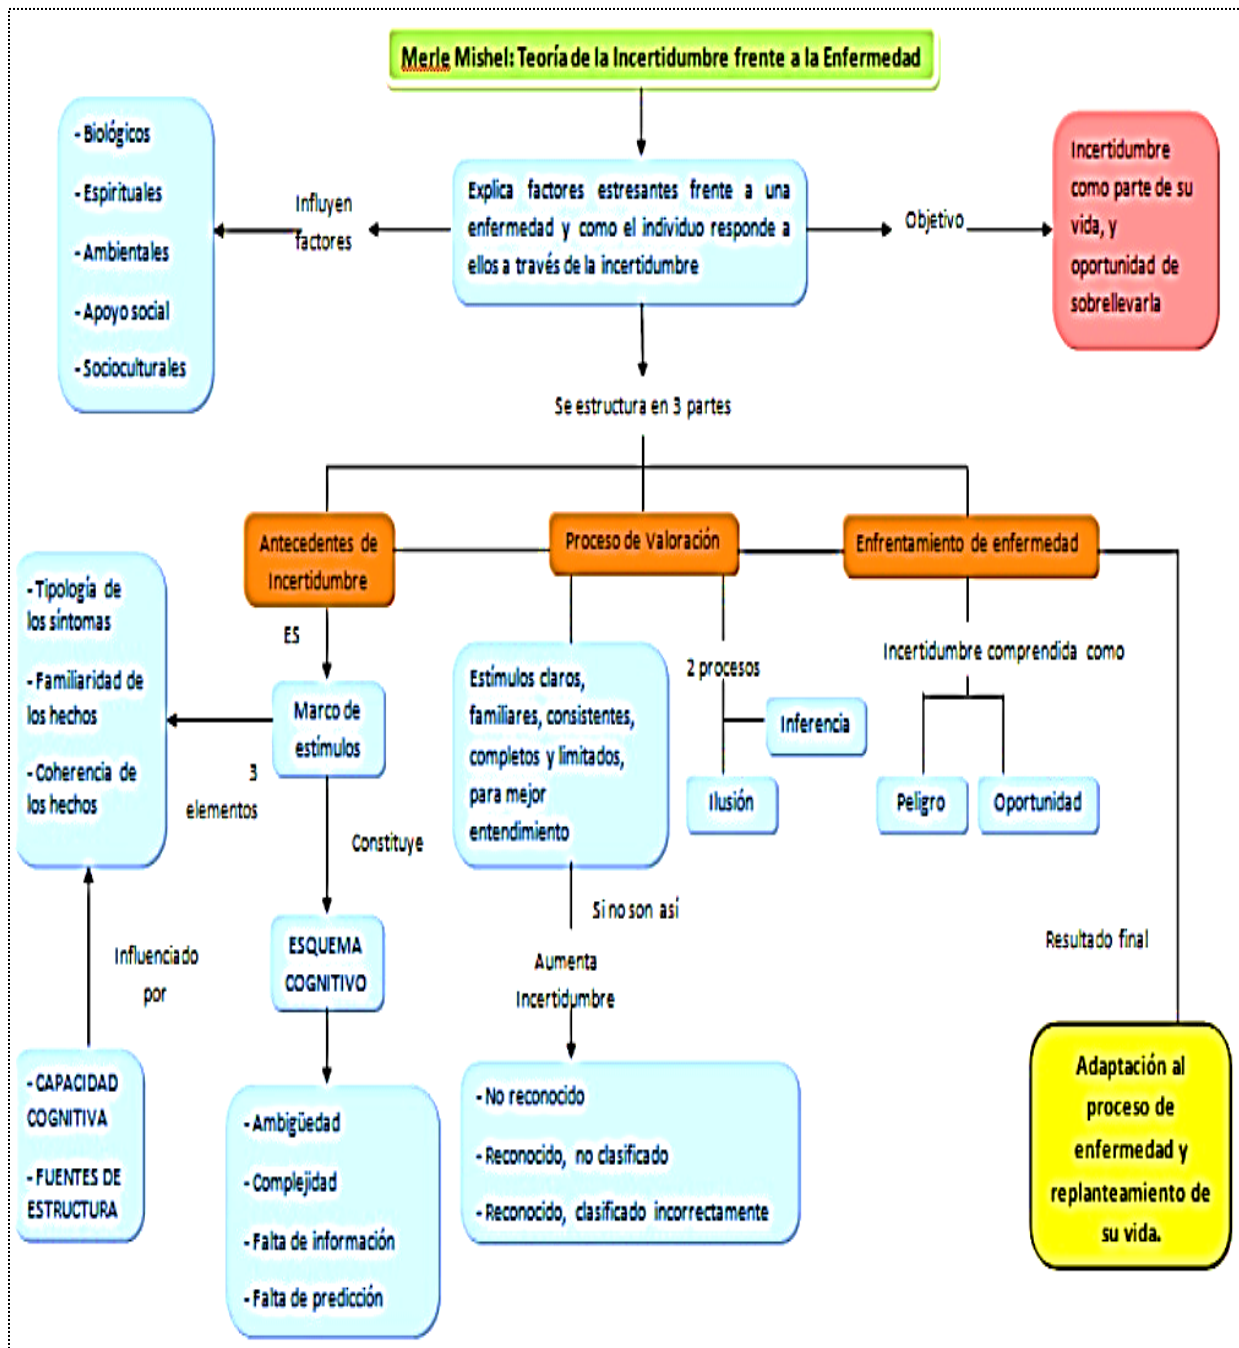 Merle Mishel: Teoría de la Incertidumbre frente a la Enfermedad
- Biológicos
- Espirituales
- Ambientales
- Apoyo social
- Socioculturales
Influyen
factores
Explica factores estresantes frente a una
enfermedad y como el individuo responde a
ellos a través de la incertidumbre
Objetivo
Incertidumbre
como parte de su
vida, y
oportunidad de
sobrellevarla
Se estructura en 3 partes
Antecedentes de
Incertidumbre
Proceso de Valoración
Enfrentamiento de enfermedad
- Tipología de
los síntomas
- Familiaridad de
los hechos
- Coherencia de
los hechos
ES
Marco de
estímulos
3
elementos
Constituye
Estímulos claros,
familiares, consistentes,
completos y limitados,
para mejor
entendimiento
2 procesos
Inferencia
Ilusión
Incertidumbre comprendida como
Peligro
Oportunidad
Influenciado
por
ESQUEMA
COGNITIVO
Si no son así
Aumenta
Incertidumbre
Resultado final
- CAPACIDAD
COGNITIVA
- FUENTES DE
ESTRUCTURA
- Ambigüedad
- Complejidad
- Falta de información
- Falta de predicción
- No reconocido
- Reconocido, no clasificado
- Reconocido, clasificado incorrectamente
Adaptación al
proceso de
enfermedad y
replanteamiento de
su vida.